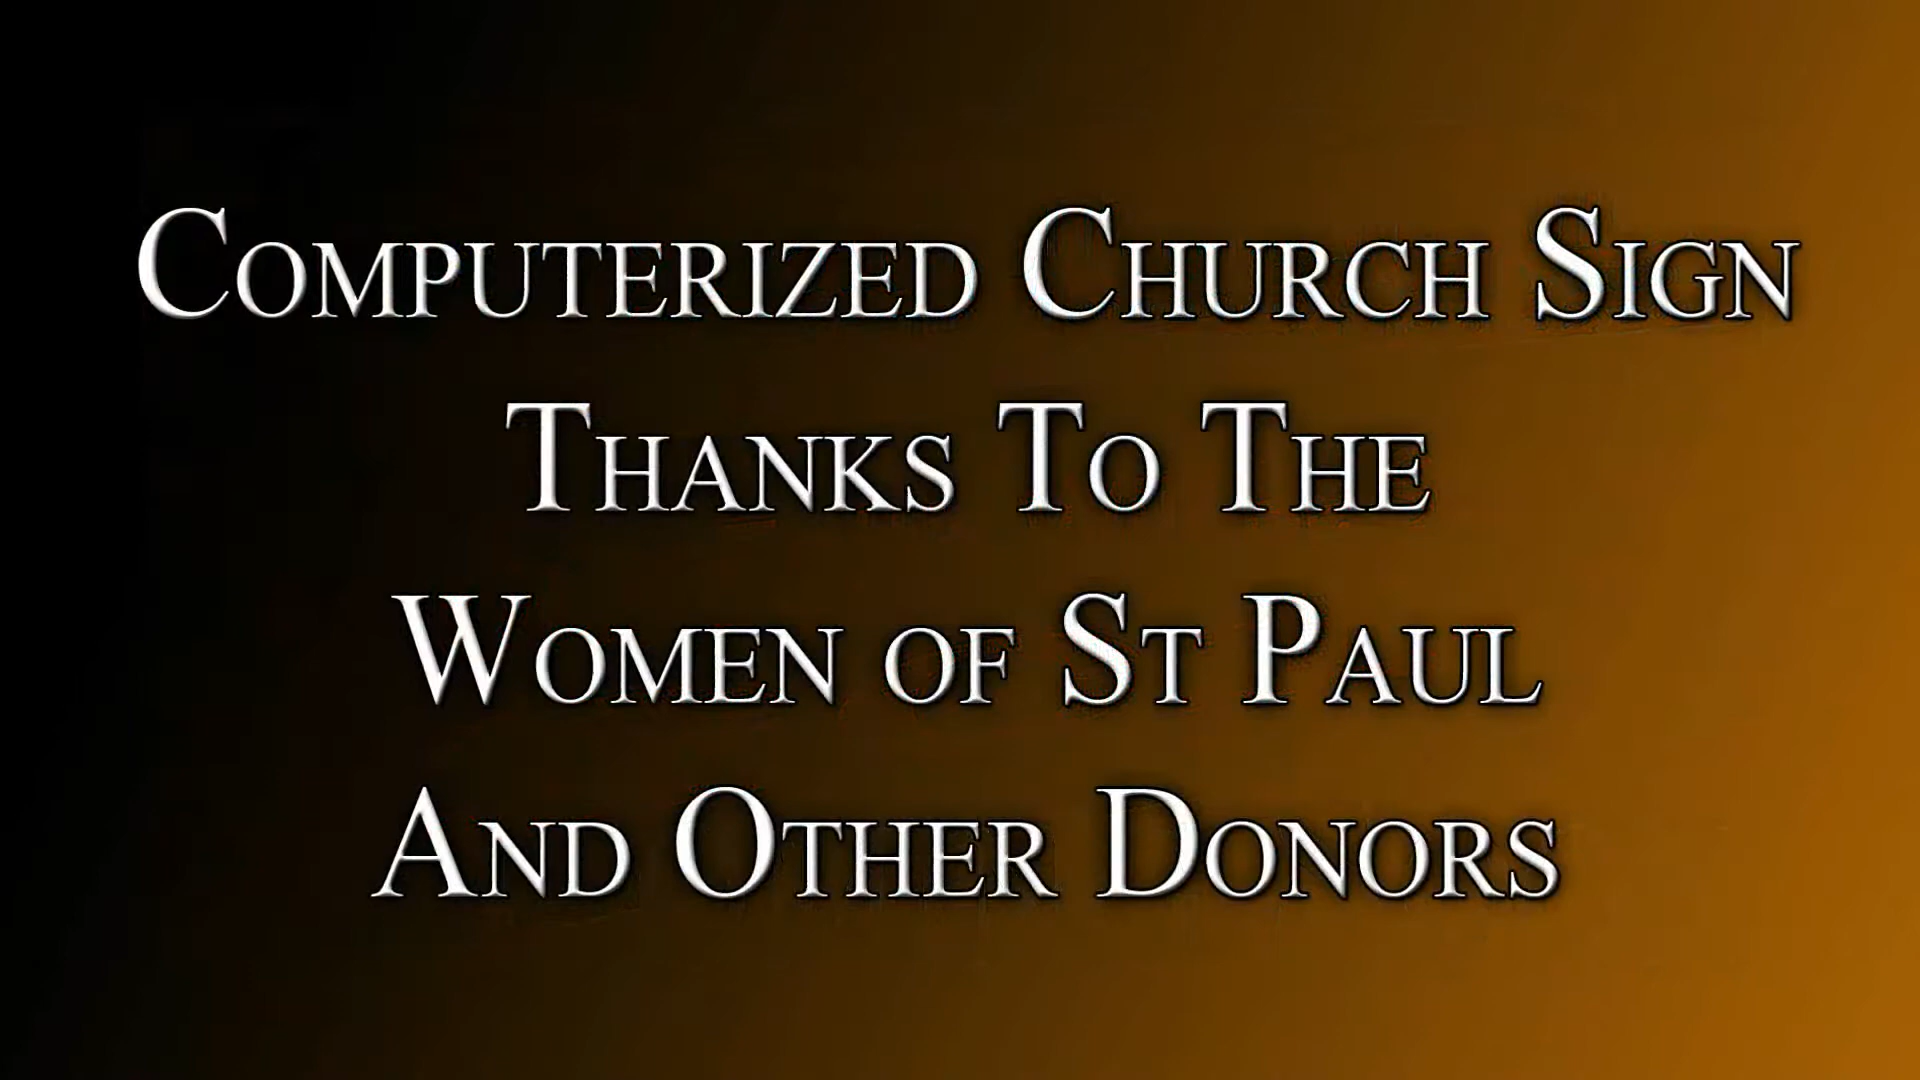 Computerized Church Sign
Thanks To The
Women of St Paul
And Other Donors